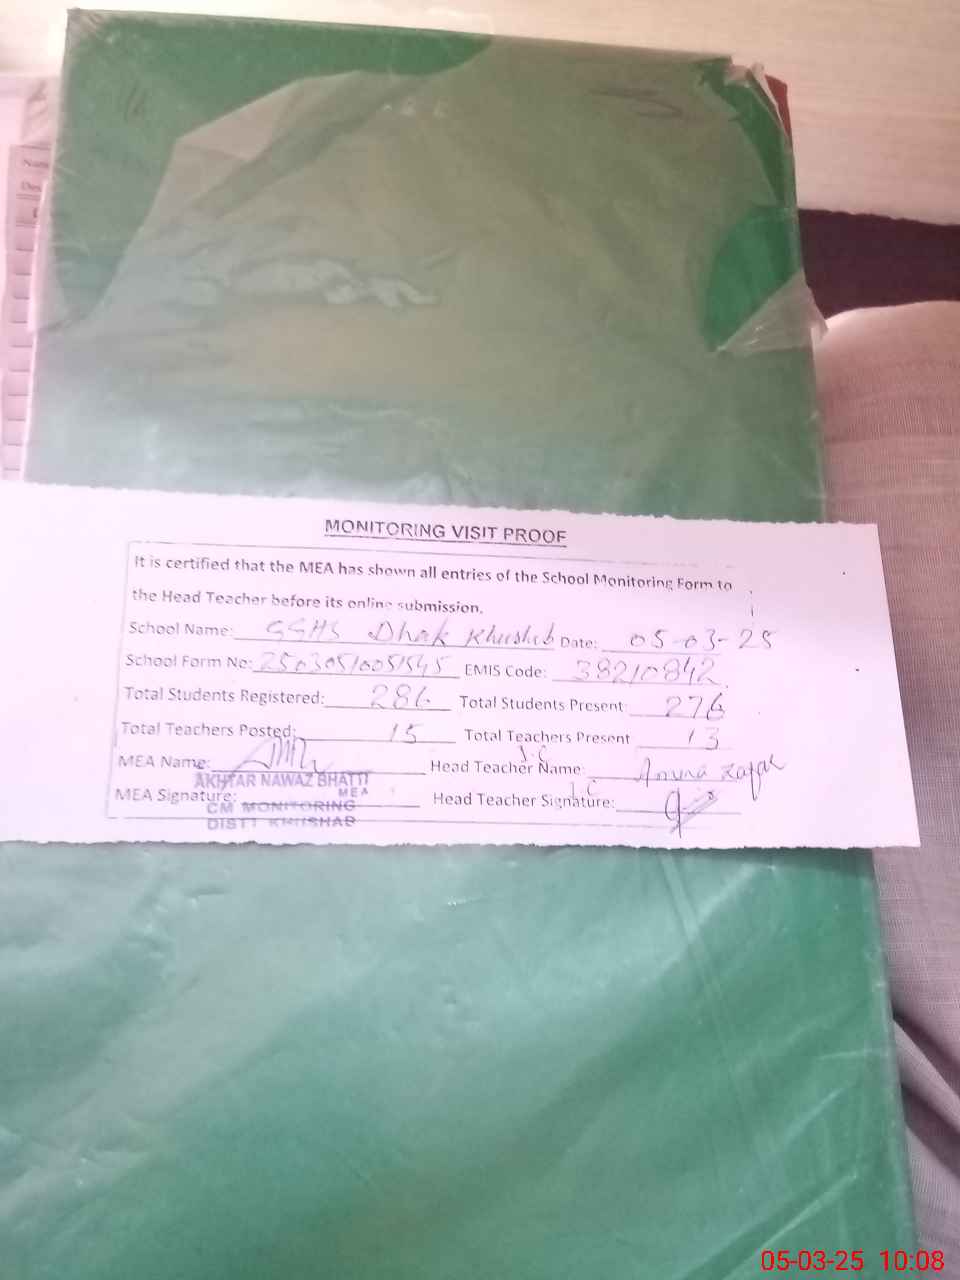 MONITORING VISIT PROOF
It is certified that the MEA has shown all entries of the School Monitoring Form to
the Head Teacher before its online submission.
School Name: GGHS Dhak Khushab Date: 05-03-25
School Form No: 25030510051545 EMIS Code: 38210842
Total Students Registered: 286 Total Students Present: 276
Total Teachers Posted: 15 Total Teachers Present 13
MEA Name: Head Teacher Name: Zafar
I.C
AKHTAR NAWAZ BHATTI
MEA
MEA Signature: Head Teacher Signature:
I.C
CM MONITORING
DISTT KHUSHAB
05-03-25 10:08